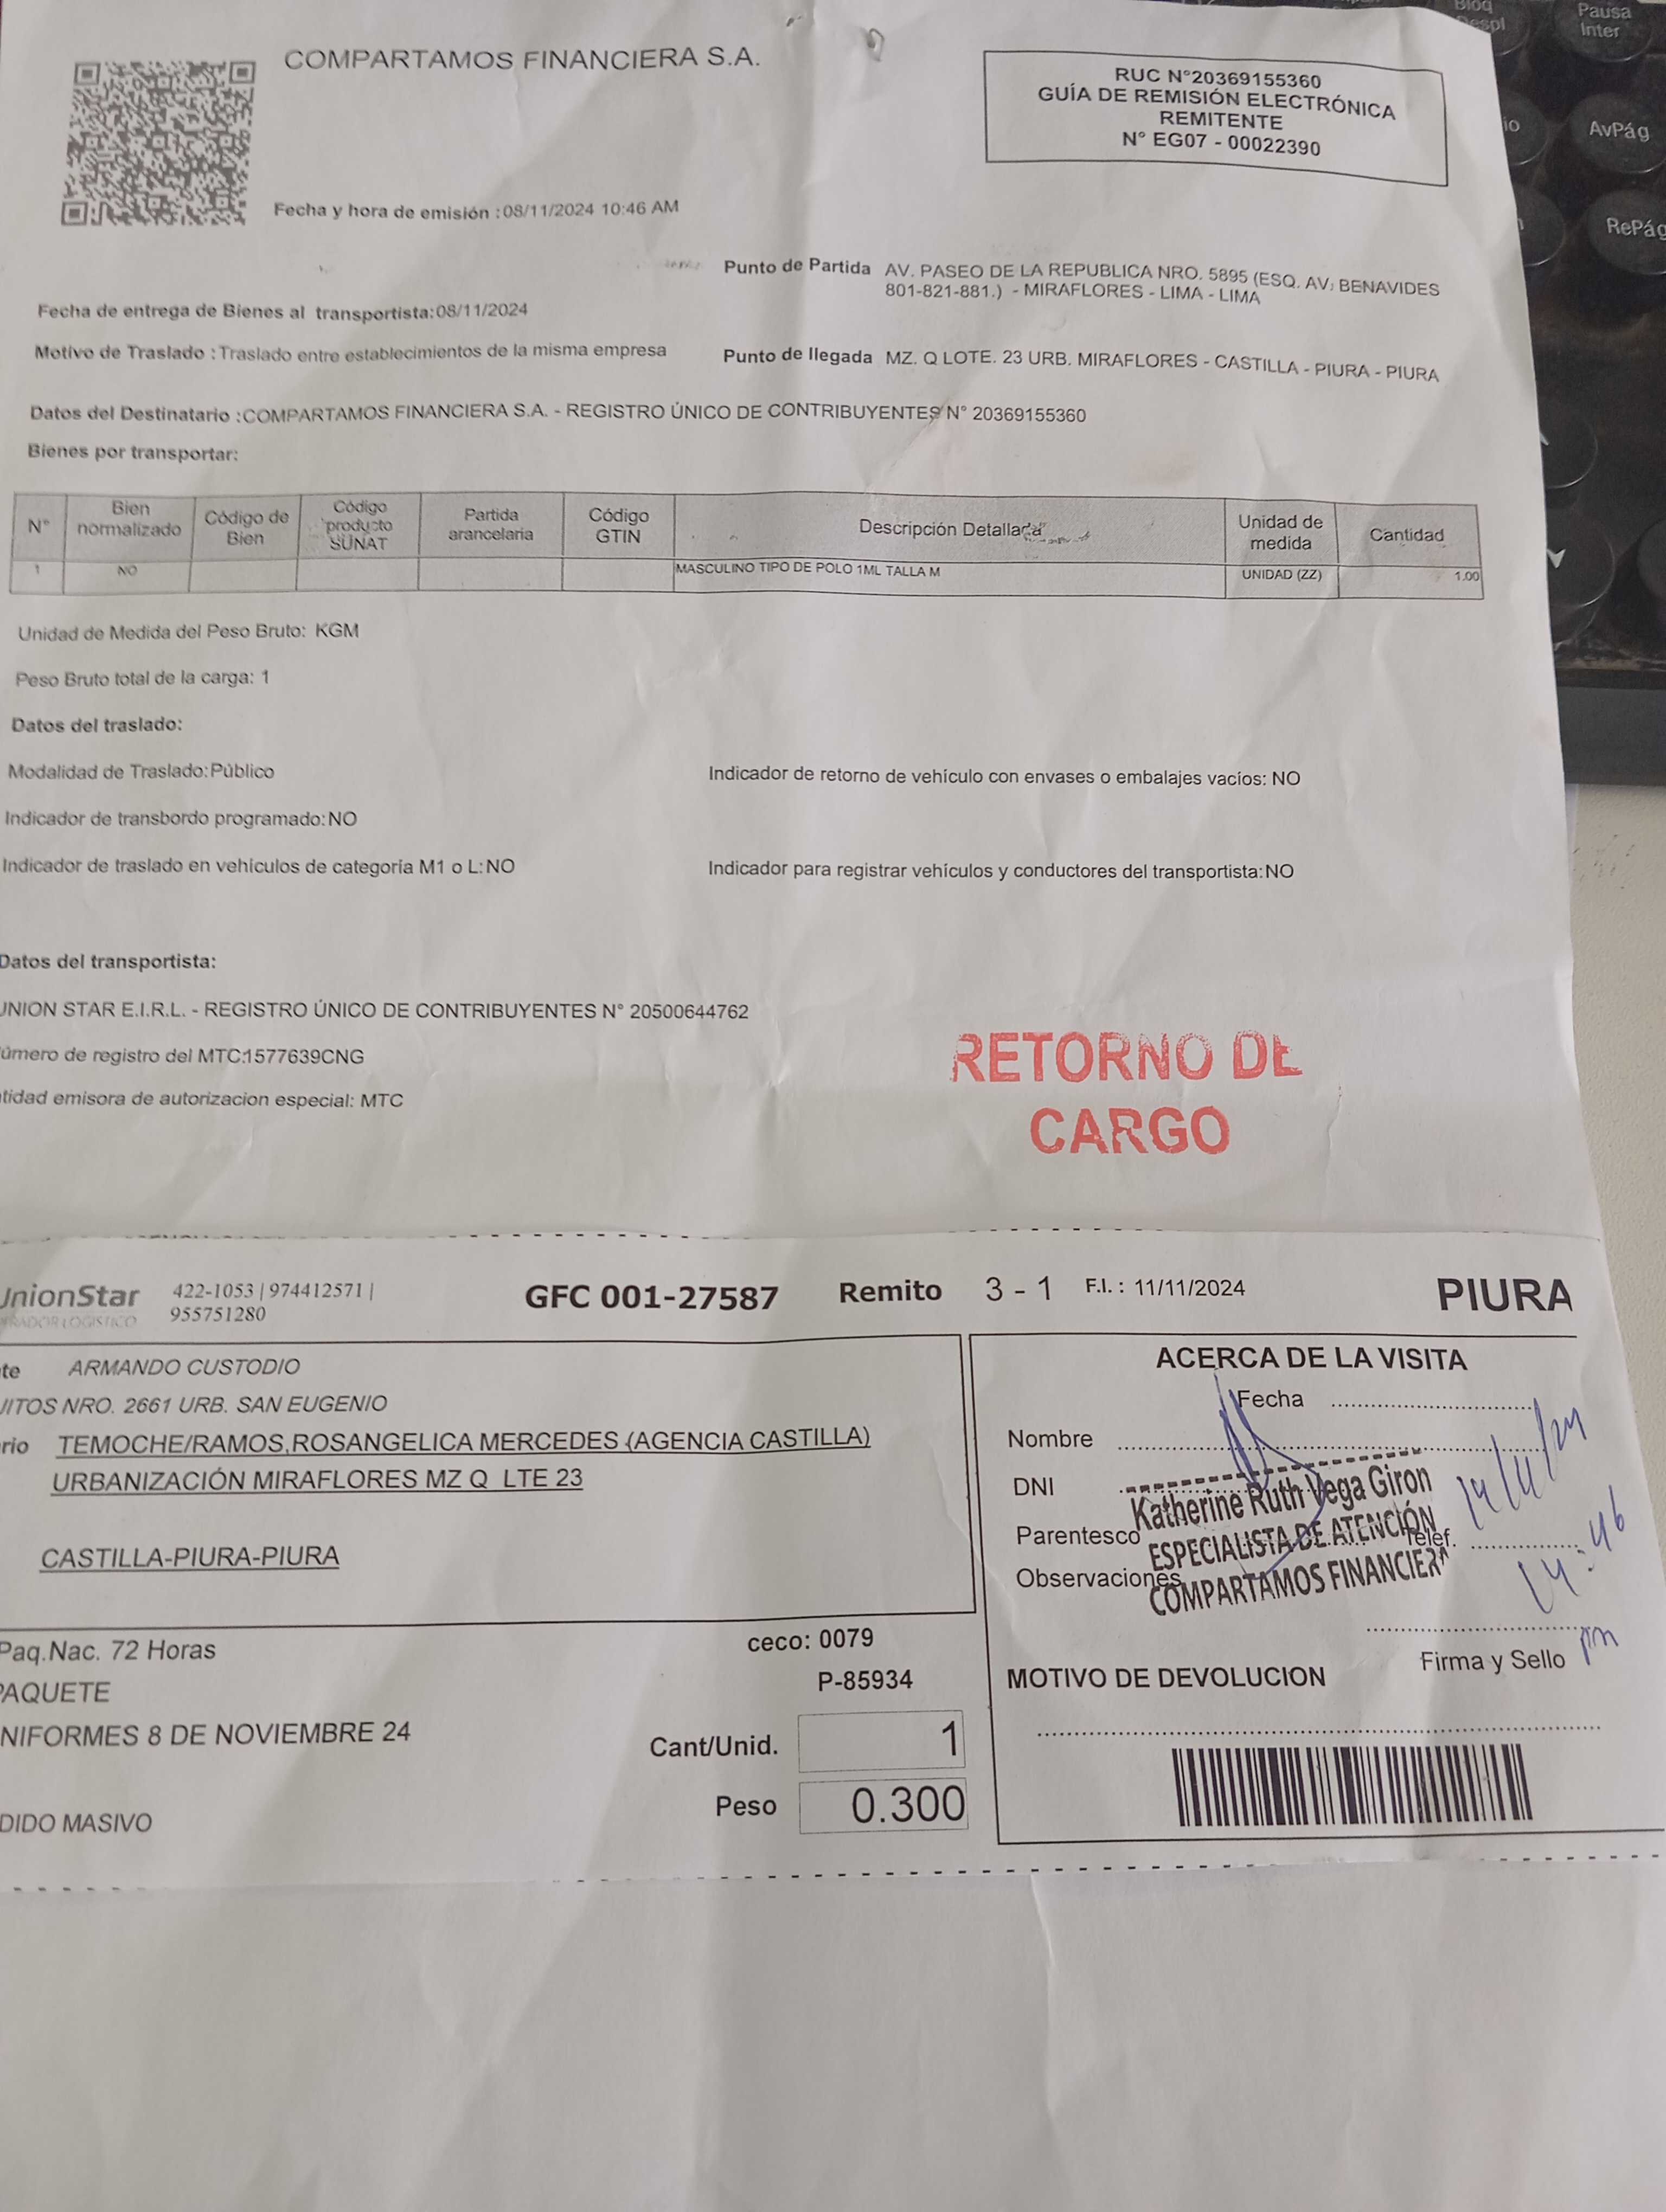 COMPARTAMOS FINANCIERA S.A.
RUC N°20369155360
GUÍA DE REMISIÓN ELECTRÓNICA
REMITENTE
N° EG07 - 00022390
Fecha y hora de emisión :08/11/2024 10:46 AM
Punto de Partida AV. PASEO DE LA REPUBLICA NRO. 5895 (ESQ. AV. BENAVIDES
801-821-881.) - MIRAFLORES - LIMA - LIMA
Fecha de entrega de Bienes al transportista:08/11/2024
Motivo de Traslado :Traslado entre establecimientos de la misma empresa
Punto de llegada MZ. Q LOTE. 23 URB. MIRAFLORES - CASTILLA - PIURA - PIURA
Datos del Destinatario :COMPARTAMOS FINANCIERA S.A. - REGISTRO ÚNICO DE CONTRIBUYENTES N° 20369155360
Bienes por transportar:
N° Bien normalizado Código de Bien Código producto SUNAT Partida arancelaria Código GTIN Descripción Detallada Unidad de medida Cantidad
1 NO MASCULINO TIPO DE POLO 1ML TALLA M UNIDAD (ZZ) 1.00
Unidad de Medida del Peso Bruto: KGM
Peso Bruto total de la carga: 1
Datos del traslado:
Modalidad de Traslado:Público
Indicador de retorno de vehículo con envases o embalajes vacíos: NO
Indicador de transbordo programado:NO
Indicador de traslado en vehículos de categoría M1 o L:NO
Indicador para registrar vehículos y conductores del transportista:NO
Datos del transportista:
UNION STAR E.I.R.L. - REGISTRO ÚNICO DE CONTRIBUYENTES N° 20500644762
úmero de registro del MTC:1577639CNG
tidad emisora de autorizacion especial: MTC
RETORNO DE
CARGO
UnionStar
RADOR LOGISTICO
422-1053 | 974412571 |
955751280
GFC 001-27587
Remito 3 - 1 F.I. : 11/11/2024
PIURA
te ARMANDO CUSTODIO
UITOS NRO. 2661 URB. SAN EUGENIO
rio TEMOCHE/RAMOS,ROSANGELICA MERCEDES (AGENCIA CASTILLA)
URBANIZACIÓN MIRAFLORES MZ Q LTE 23
CASTILLA-PIURA-PIURA
ACERCA DE LA VISITA
Fecha
Nombre
DNI
Parentesco
Telef.
Observaciones
Katherine Ruth Vega Giron
ESPECIALISTA DE ATENCIÓN
COMPARTAMOS FINANCIERA
14/11/24
14:46
pm
Firma y Sello
MOTIVO DE DEVOLUCION
Paq.Nac. 72 Horas
ceco: 0079
PAQUETE
P-85934
NIFORMES 8 DE NOVIEMBRE 24
Cant/Unid. 1
Peso 0.300
DIDO MASIVO
Pausa
Inter
AvPág
RePág